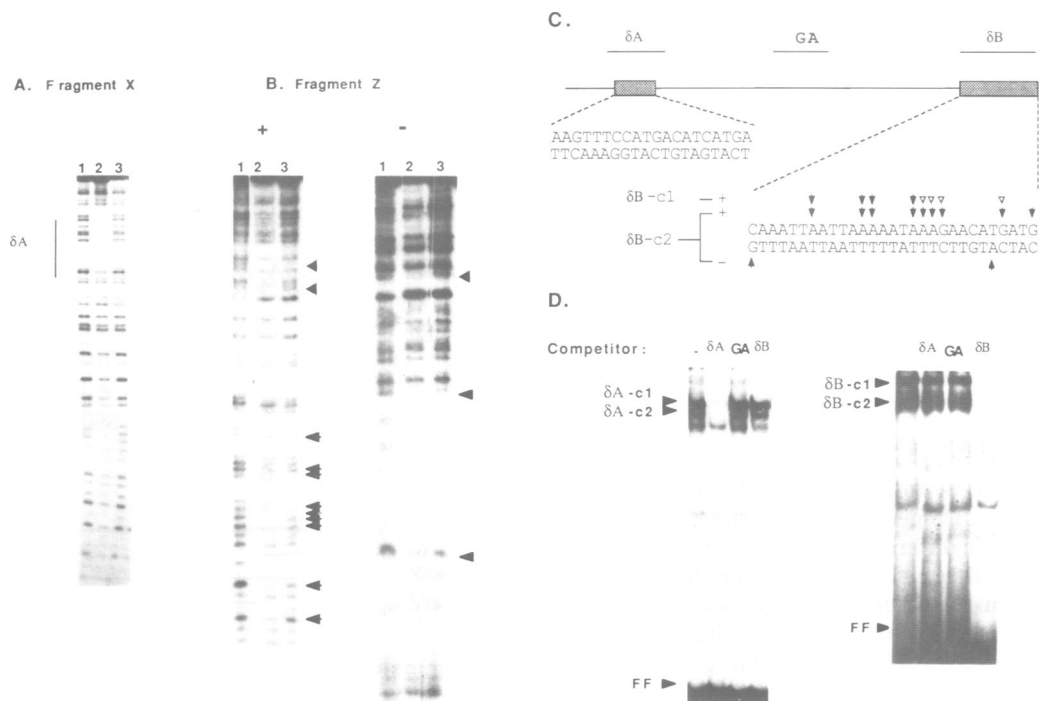 A. Fragment X
1 2 3
δA
B. Fragment Z
+ -
1 2 3 1 2 3
C.
δA GA δB
AAGTTTCCATGACATCATGA
TTCAAAGGTACTGTAGTACT
δB-c1 +
δB-c2 +
-
CAAATTAATTAAAAATAAAGAACATGATG
GTTTAATTAATTTTTATTTCTTGTACTAC
D.
Competitor: - δA GA δB
δA-c1
δA-c2
FF
δA GA δB
δB-c1
δB-c2
FF